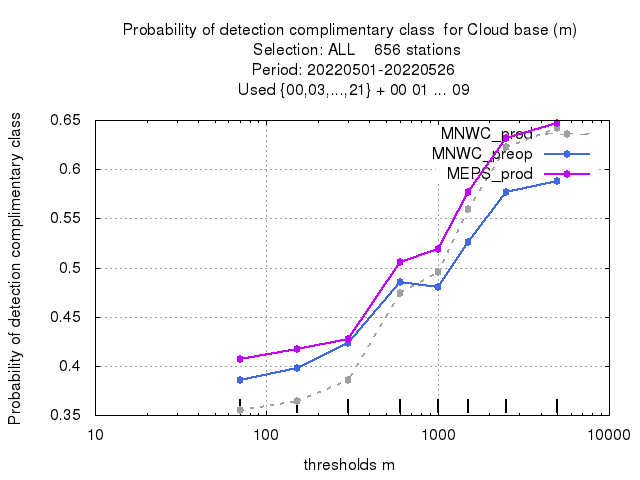 Probability of detection complimentary class  for Cloud base (m)
Selection: ALL    656 stations
Period: 20220501-20220526
Used {00,03,...,21} + 00 01 ... 09
Probability of detection complimentary class
0.65
0.6
0.55
0.5
0.45
0.4
0.35
MNWC_prod
MNWC_preop
MEPS_prod
10
100
1000
10000
thresholds m